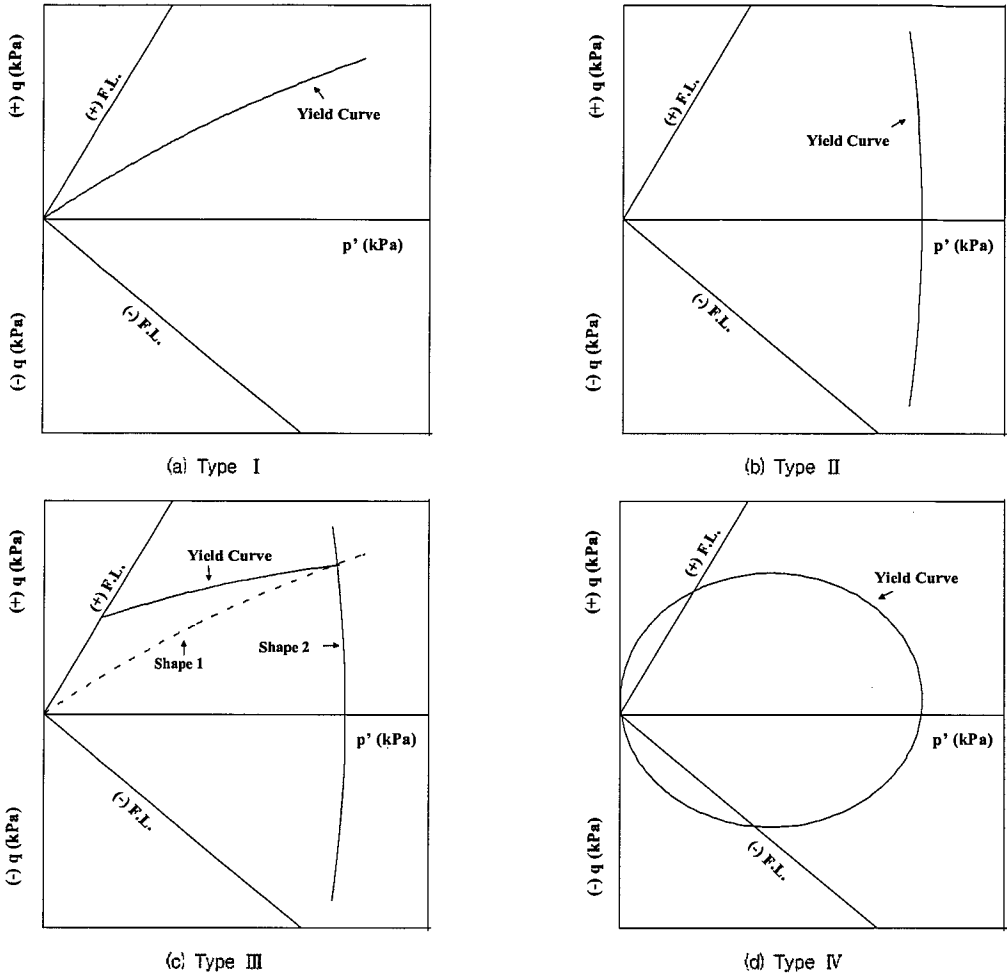 (+) q (kPa)
(+) F.L.
Yield Curve
p' (kPa)
(-) q (kPa)
(-) F.L.
(a) Type Ⅰ
(+) q (kPa)
(+) F.L.
Yield Curve
p' (kPa)
(-) q (kPa)
(-) F.L.
(b) Type Ⅱ
(+) q (kPa)
(+) F.L.
Yield Curve
Shape 1
Shape 2
p' (kPa)
(-) q (kPa)
(-) F.L.
(c) Type Ⅲ
(+) q (kPa)
(+) F.L.
Yield Curve
p' (kPa)
(-) q (kPa)
(-) F.L.
(d) Type Ⅳ